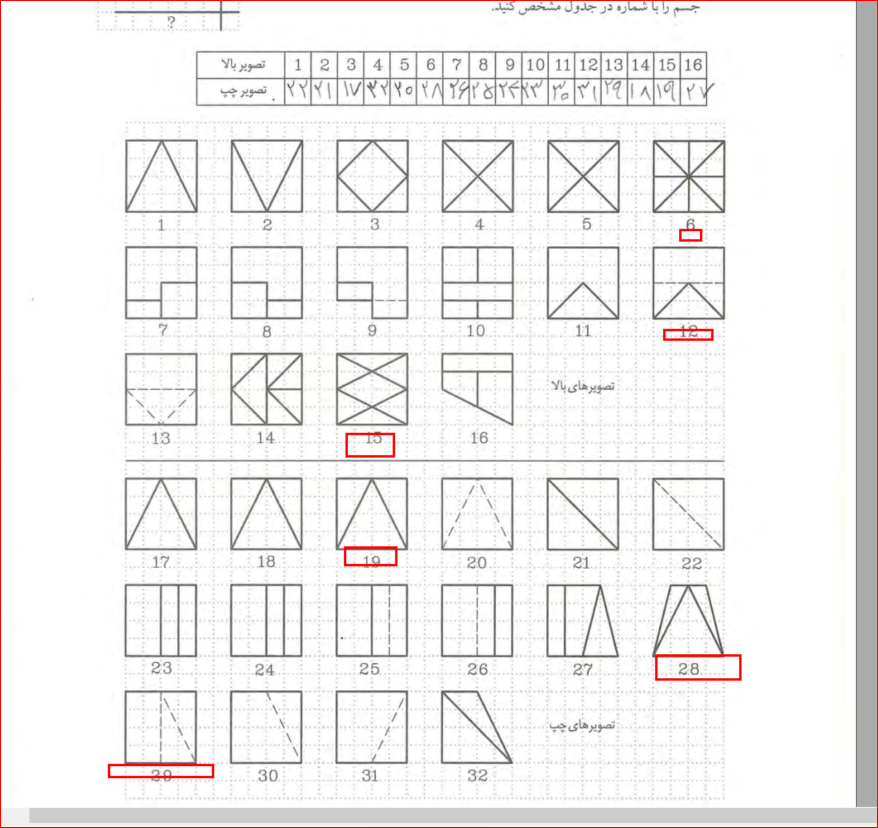 جسم را با شماره در جدول مشخص کنید.
?
تصویر بالا 1 2 3 4 5 6 7 8 9 10 11 12 13 14 15 16
تصویر چپ ۲۲ ۲۱ ۱۷ ۳۲ ۲۰ ۲۸ ۲۶ ۲۵ ۲۴ ۲۳ ۳۰ ۳۱ ۲۹ ۱۸ ۱۹ ۲۷
1 2 3 4 5 6
7 8 9 10 11 12
تصویرهای بالا
13 14 15 16
17 18 19 20 21 22
23 24 25 26 27 28
تصویرهای چپ
29 30 31 32